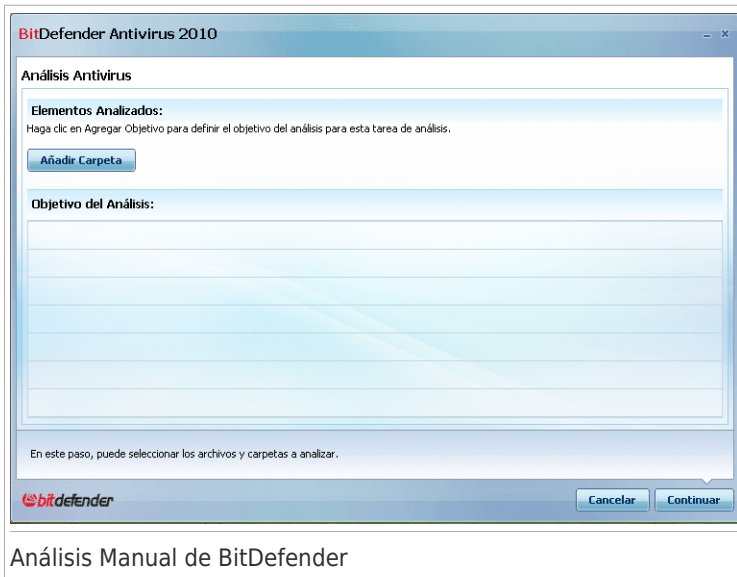 BitDefender Antivirus 2010
Análisis Antivirus
Elementos Analizados:
Haga clic en Agregar Objetivo para definir el objetivo del análisis para esta tarea de análisis.
Añadir Carpeta
Objetivo del Análisis:
En este paso, puede seleccionar los archivos y carpetas a analizar.
bitdefender
Cancelar Continuar
Análisis Manual de BitDefender